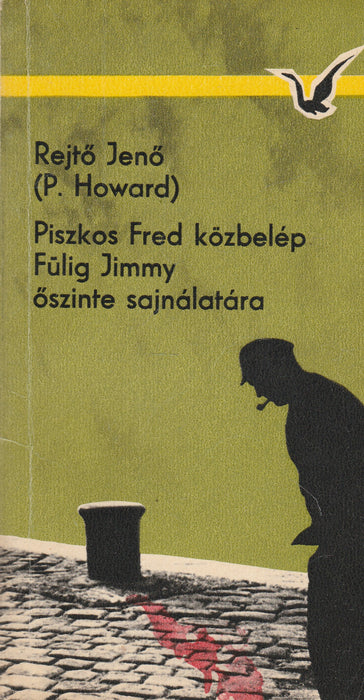 Rejtő Jenő
(P. Howard)
Piszkos Fred közbelép
Fülig Jimmy
őszinte sajnálatára